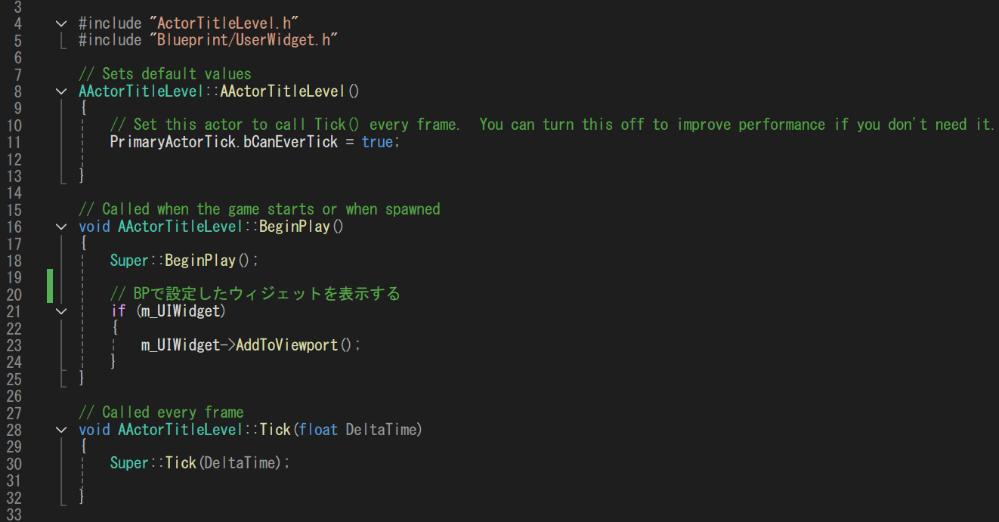 3
4 #include "ActorTitleLevel.h"
5 #include "Blueprint/UserWidget.h"
6
7 // Sets default values
8 AActorTitleLevel::AActorTitleLevel()
9 {
10 // Set this actor to call Tick() every frame.  You can turn this off to improve performance if you don't need it.
11 PrimaryActorTick.bCanEverTick = true;
12
13 }
14
15 // Called when the game starts or when spawned
16 void AActorTitleLevel::BeginPlay()
17 {
18 Super::BeginPlay();
19
20 // BPで設定したウィジェットを表示する
21 if (m_UIWidget)
22 {
23 m_UIWidget->AddToViewport();
24 }
25 }
26
27 // Called every frame
28 void AActorTitleLevel::Tick(float DeltaTime)
29 {
30 Super::Tick(DeltaTime);
31
32 }
33